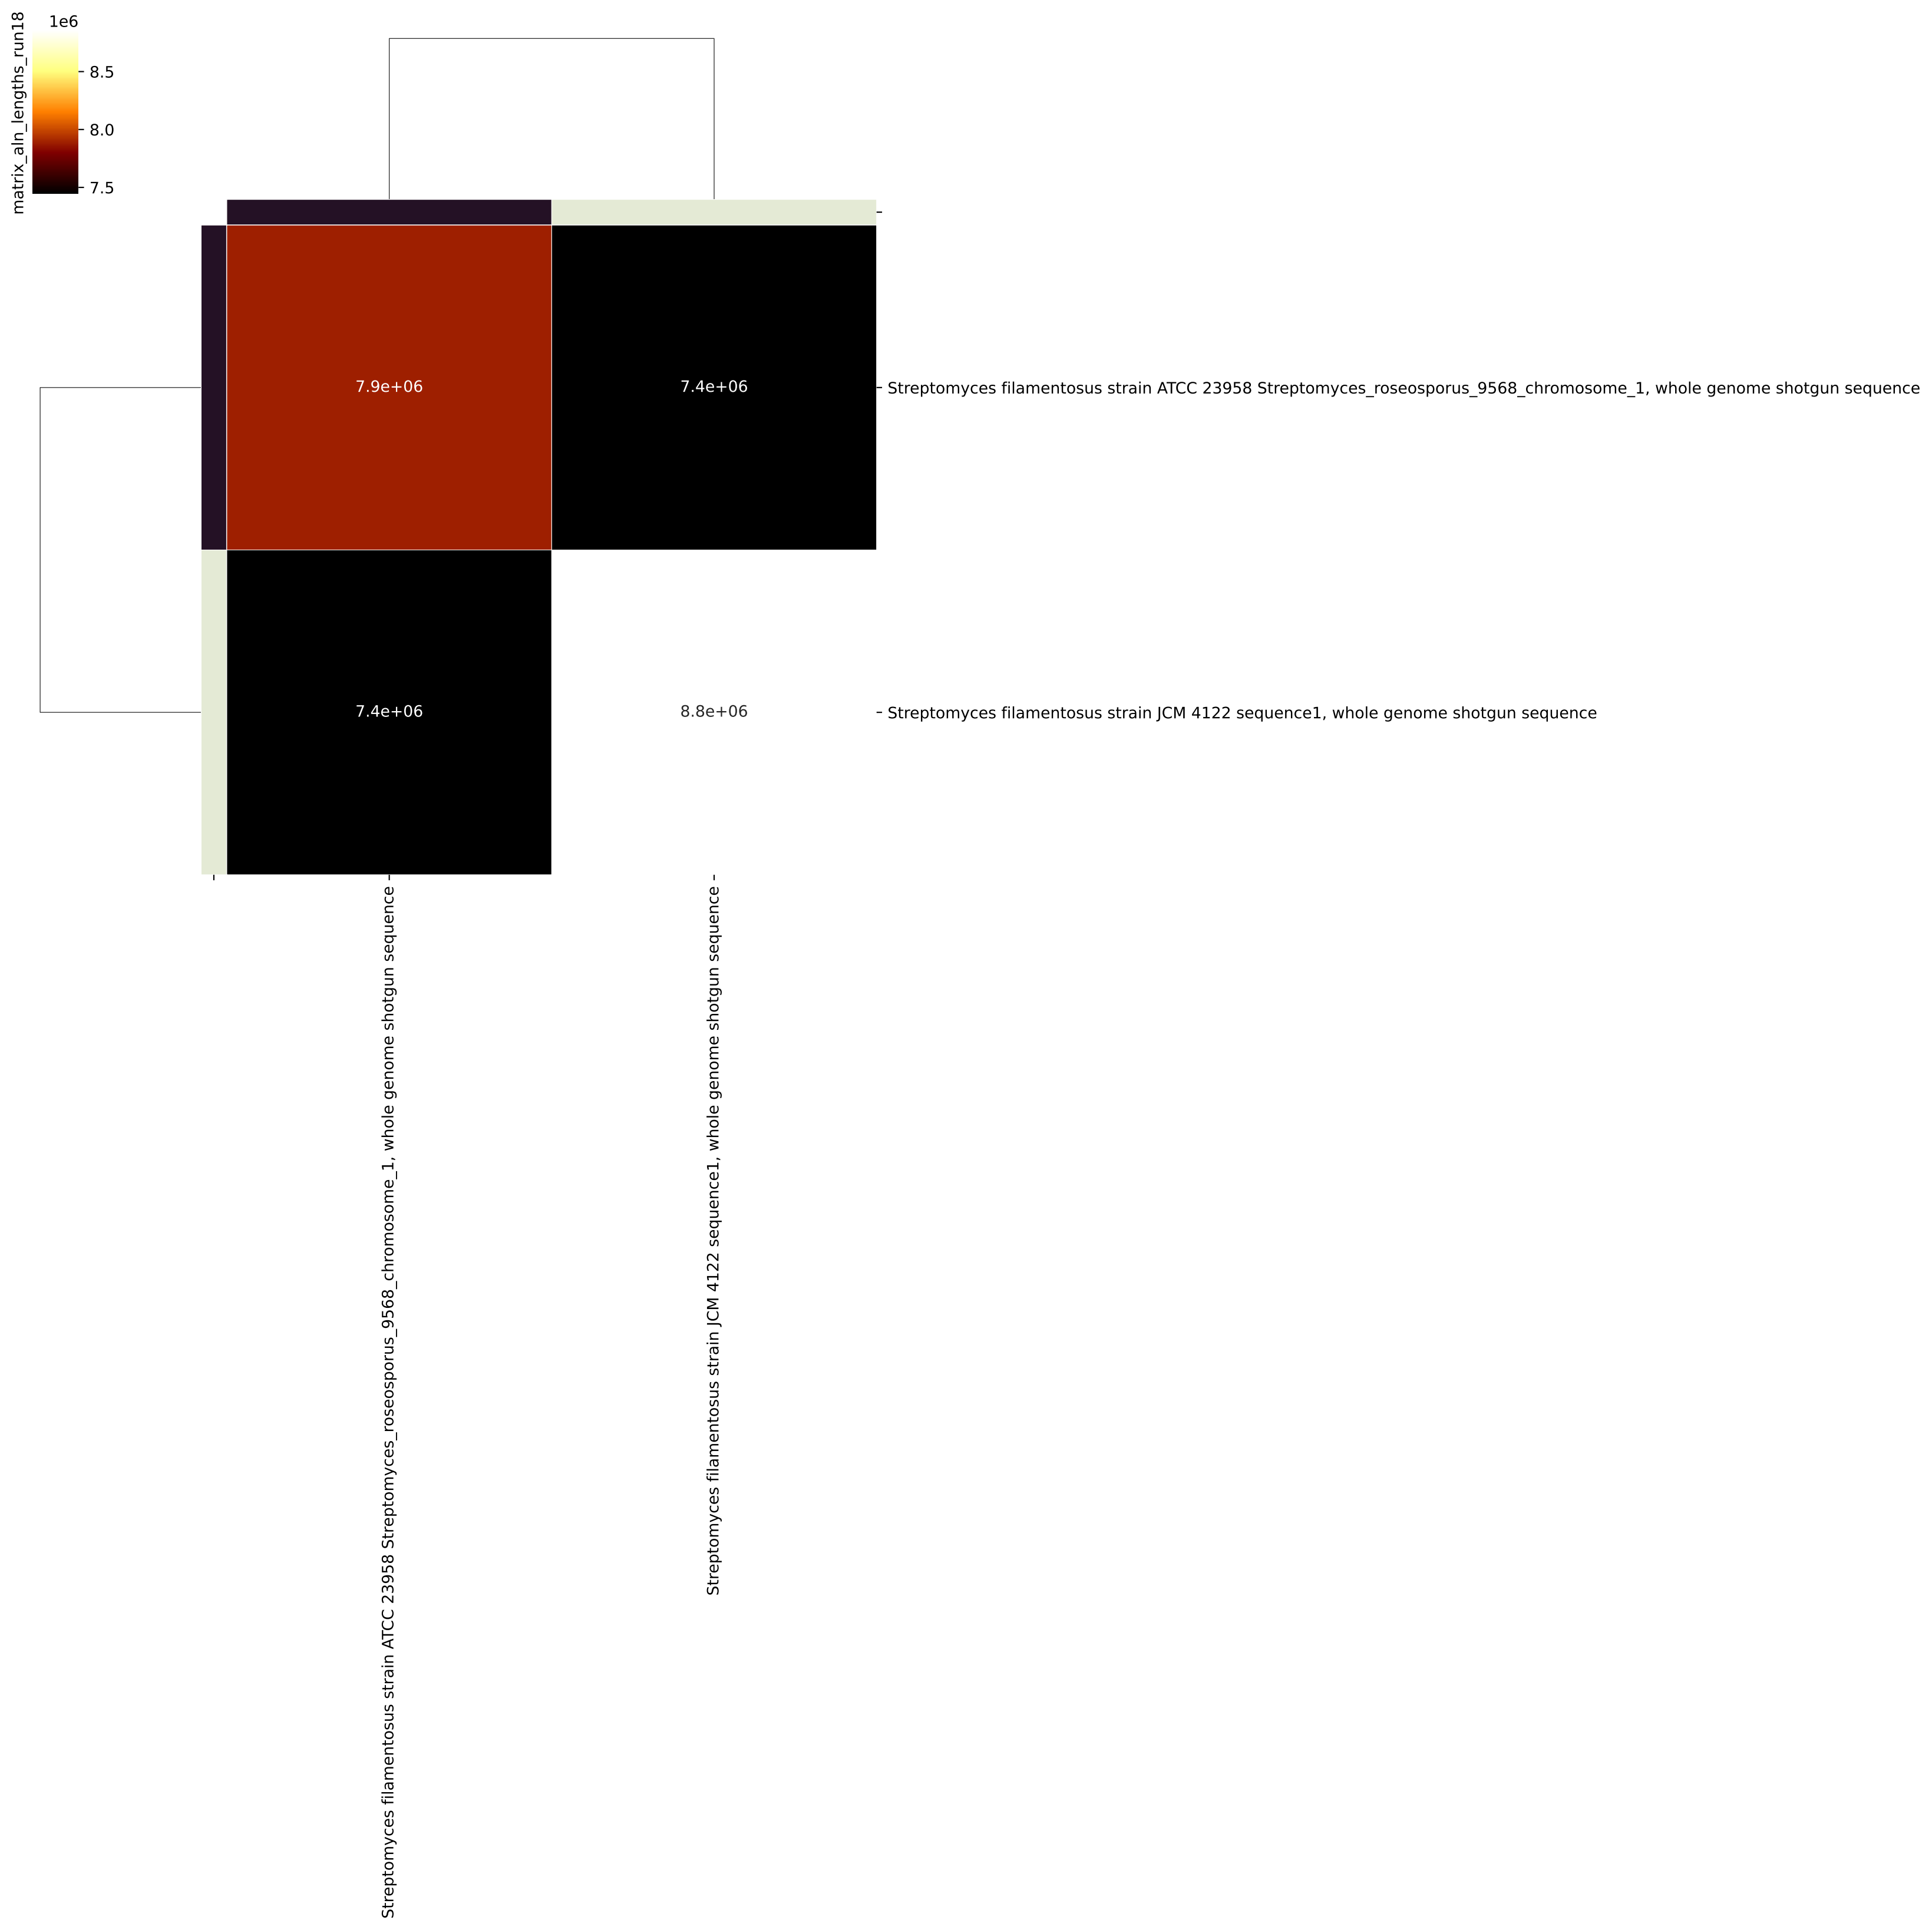 matrix_aln_lengths_run18
1e6
8.5
8.0
7.5
7.9e+06
7.4e+06
Streptomyces filamentosus strain ATCC 23958 Streptomyces_roseosporus_9568_chromosome_1, whole genome shotgun sequence
7.4e+06
8.8e+06
Streptomyces filamentosus strain JCM 4122 sequence1, whole genome shotgun sequence
Streptomyces filamentosus strain ATCC 23958 Streptomyces_roseosporus_9568_chromosome_1, whole genome shotgun sequence
Streptomyces filamentosus strain JCM 4122 sequence1, whole genome shotgun sequence